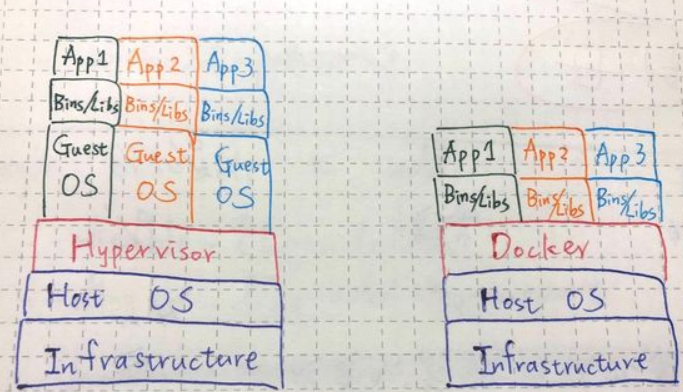 App1 App2 App3
Bins/Libs Bins/Libs Bins/Libs
Guest Guest Guest
OS OS OS
Hypervisor
Host OS
Infrastructure
App1 App2 App3
Bins/Libs Bins/Libs Bins/Libs
Docker
Host OS
Infrastructure